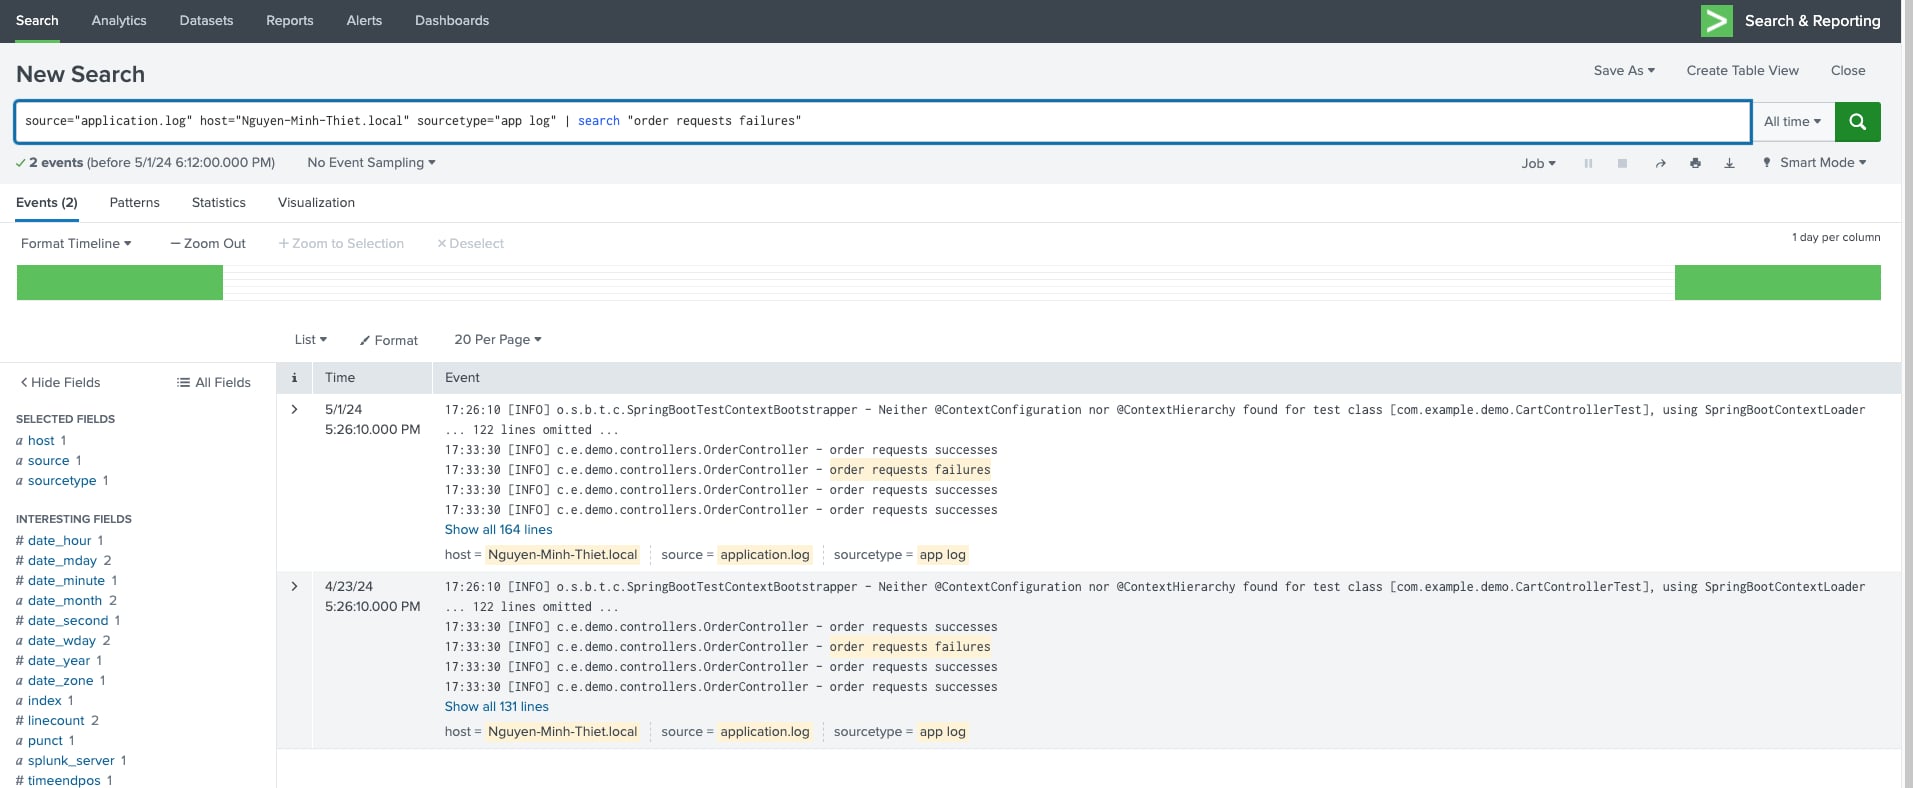 Search Analytics Datasets Reports Alerts Dashboards Search & Reporting
New Search Save As Create Table View Close
source="application.log" host="Nguyen-Minh-Thiet.local" sourcetype="app log" | search "order requests failures" All time
2 events (before 5/1/24 6:12:00.000 PM) No Event Sampling Job Smart Mode
Events (2) Patterns Statistics Visualization
Format Timeline – Zoom Out + Zoom to Selection × Deselect 1 day per column
List Format 20 Per Page
< Hide Fields All Fields
SELECTED FIELDS
a host 1
a source 1
a sourcetype 1
INTERESTING FIELDS
# date_hour 1
# date_mday 2
# date_minute 1
a date_month 2
# date_second 1
a date_wday 2
# date_year 1
a date_zone 1
a index 1
# linecount 2
a punct 1
a splunk_server 1
# timeendpos 1
i Time Event
5/1/24
5:26:10.000 PM
17:26:10 [INFO] o.s.b.t.c.SpringBootTestContextBootstrapper – Neither @ContextConfiguration nor @ContextHierarchy found for test class [com.example.demo.CartControllerTest], using SpringBootContextLoader
... 122 lines omitted ...
17:33:30 [INFO] c.e.demo.controllers.OrderController – order requests successes
17:33:30 [INFO] c.e.demo.controllers.OrderController – order requests failures
17:33:30 [INFO] c.e.demo.controllers.OrderController – order requests successes
17:33:30 [INFO] c.e.demo.controllers.OrderController – order requests successes
Show all 164 lines
host = Nguyen-Minh-Thiet.local source = application.log sourcetype = app log
4/23/24
5:26:10.000 PM
17:26:10 [INFO] o.s.b.t.c.SpringBootTestContextBootstrapper – Neither @ContextConfiguration nor @ContextHierarchy found for test class [com.example.demo.CartControllerTest], using SpringBootContextLoader
... 122 lines omitted ...
17:33:30 [INFO] c.e.demo.controllers.OrderController – order requests successes
17:33:30 [INFO] c.e.demo.controllers.OrderController – order requests failures
17:33:30 [INFO] c.e.demo.controllers.OrderController – order requests successes
17:33:30 [INFO] c.e.demo.controllers.OrderController – order requests successes
Show all 131 lines
host = Nguyen-Minh-Thiet.local source = application.log sourcetype = app log